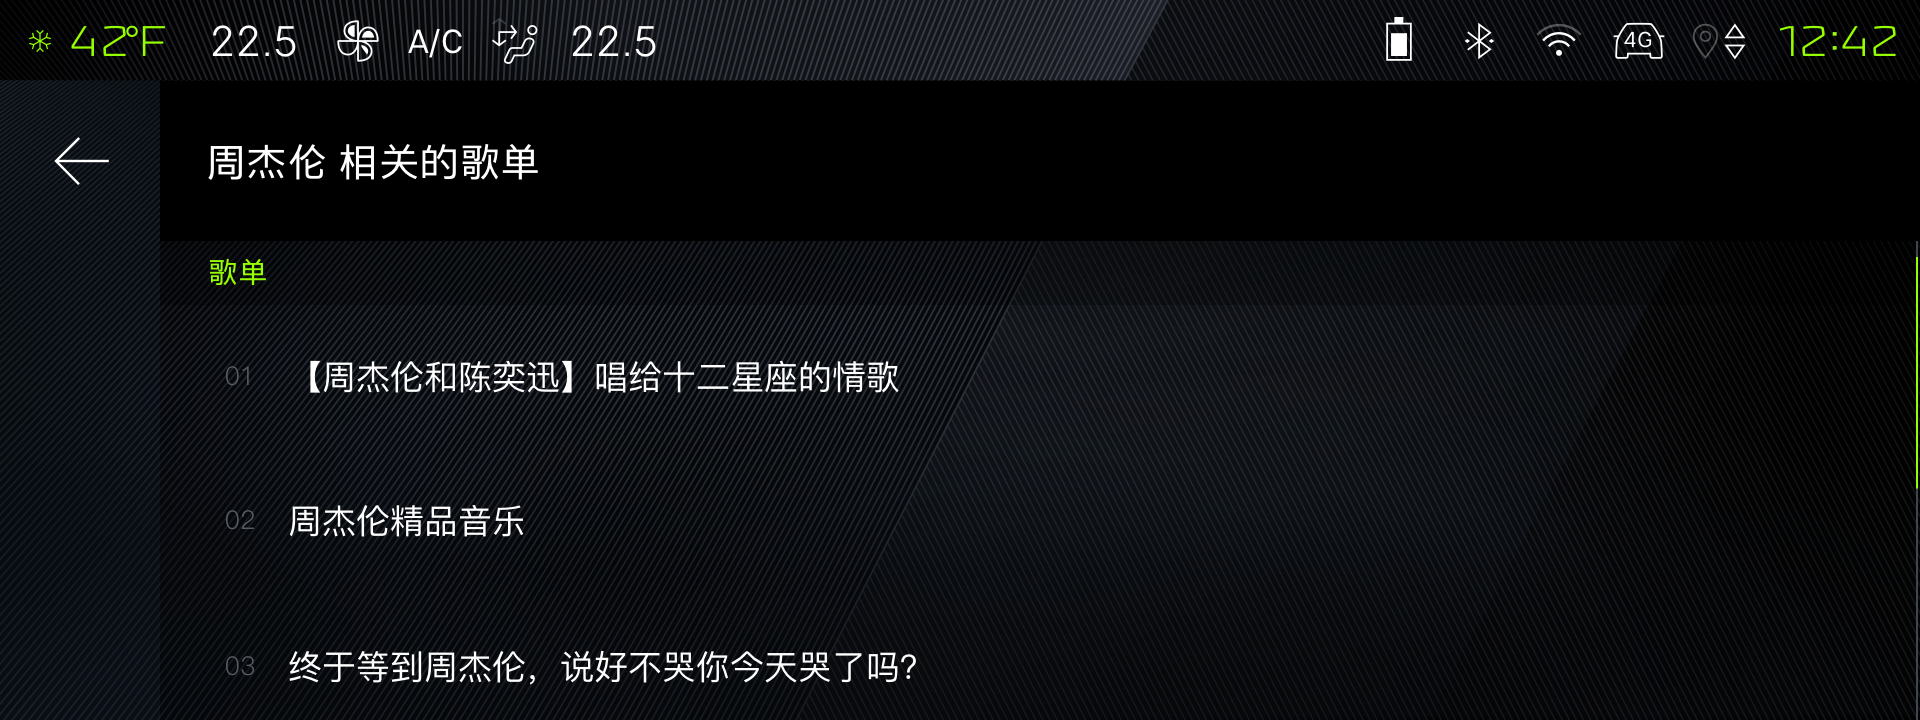 42°F 22.5 A/C 22.5 4G 12:42
周杰伦 相关的歌单
歌单
01 【周杰伦和陈奕迅】唱给十二星座的情歌
02 周杰伦精品音乐
03 终于等到周杰伦，说好不哭你今天哭了吗？